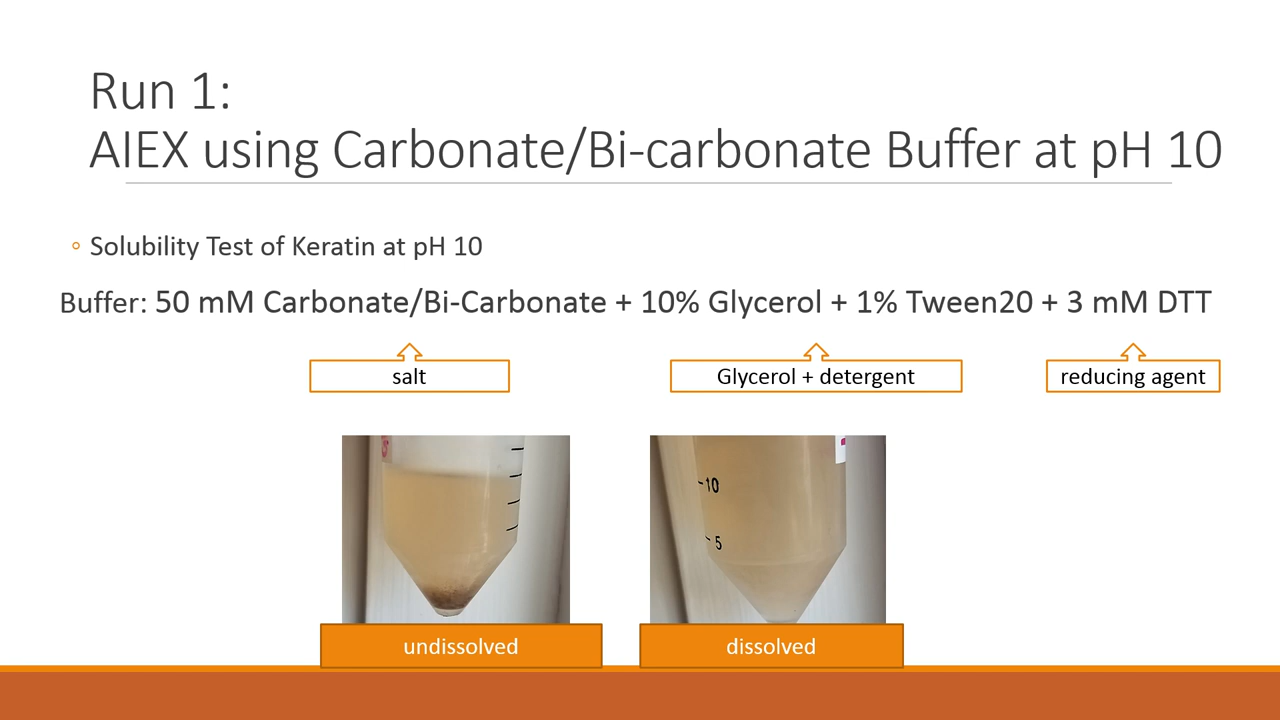 Run 1:
AIEX using Carbonate/Bi-carbonate Buffer at pH 10
Solubility Test of Keratin at pH 10
Buffer: 50 mM Carbonate/Bi-Carbonate + 10% Glycerol + 1% Tween20 + 3 mM DTT
salt
Glycerol + detergent
reducing agent
10
5
undissolved
dissolved